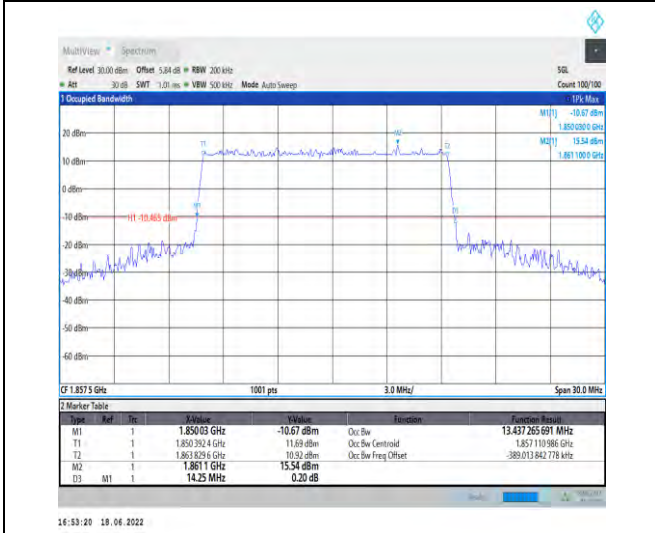 MultiView Spectrum
Ref Level 30.00 dBm Offset 5.84 dB RBW 200 kHz SGL
Att 30 dB SWT 1.01 ms VBW 500 kHz Mode Auto Sweep Count 100/100
1 Occupied Bandwidth 1Pk Max
M1[1] -10.67 dBm
1.850 030 0 GHz
M2[1] 15.54 dBm
1.861 100 0 GHz
20 dBm
T1 M2 T2
10 dBm
0 dBm
M1 D3
-10 dBm H1 -10.465 dBm
-20 dBm
-30 dBm
-40 dBm
-50 dBm
-60 dBm
CF 1.857 5 GHz 1001 pts 3.0 MHz/ Span 30.0 MHz
2 Marker Table
Type Ref Trc X-Value Y-Value Function Function Result
M1 1 1.850 03 GHz -10.67 dBm Occ Bw 13.437 265 691 MHz
T1 1 1.850 392 4 GHz 11.69 dBm Occ Bw Centroid 1.857 110 986 GHz
T2 1 1.863 829 6 GHz 10.92 dBm Occ Bw Freq Offset -389.013 842 778 kHz
M2 1 1.861 1 GHz 15.54 dBm
D3 M1 1 14.25 MHz 0.20 dB
16:53:20 18.06.2022